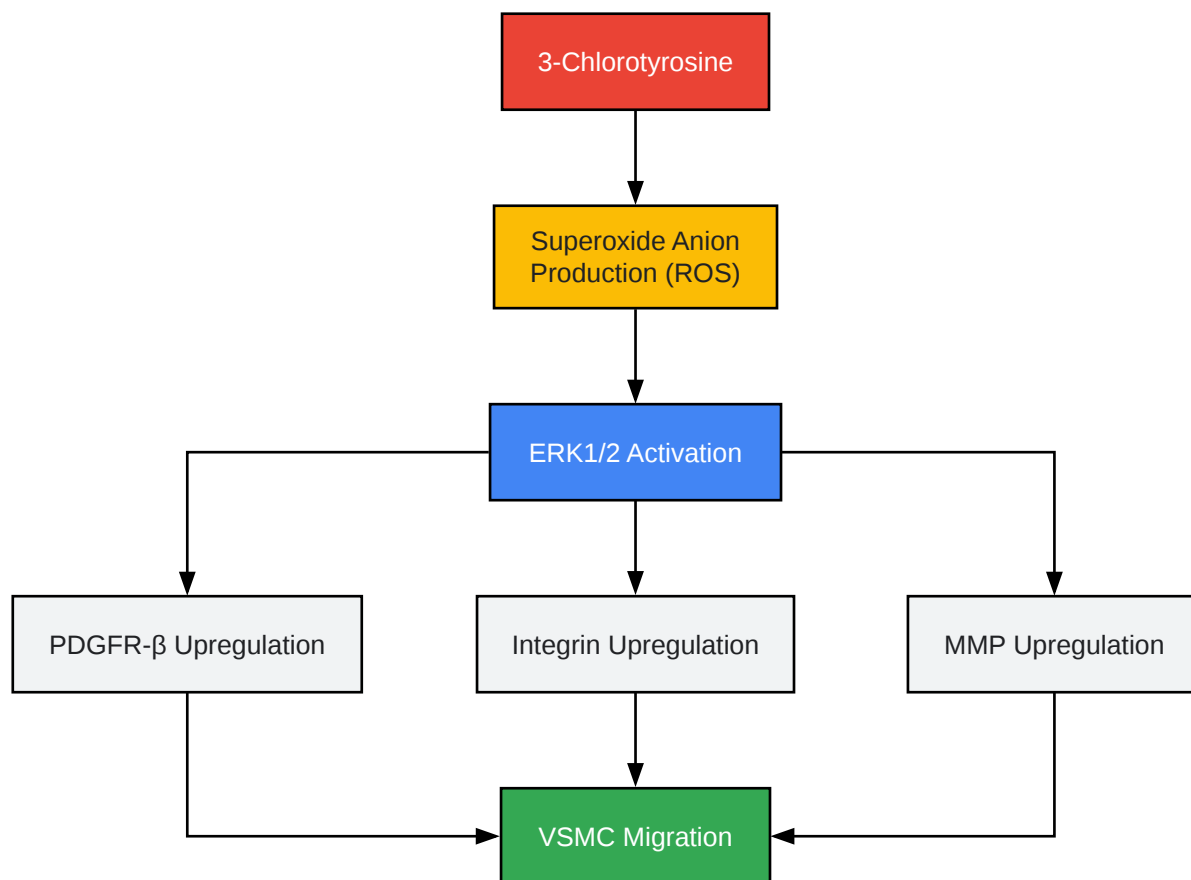 3-Chlorotyrosine
Superoxide Anion
Production (ROS)
ERK1/2 Activation
PDGFR-β Upregulation
Integrin Upregulation
MMP Upregulation
VSMC Migration